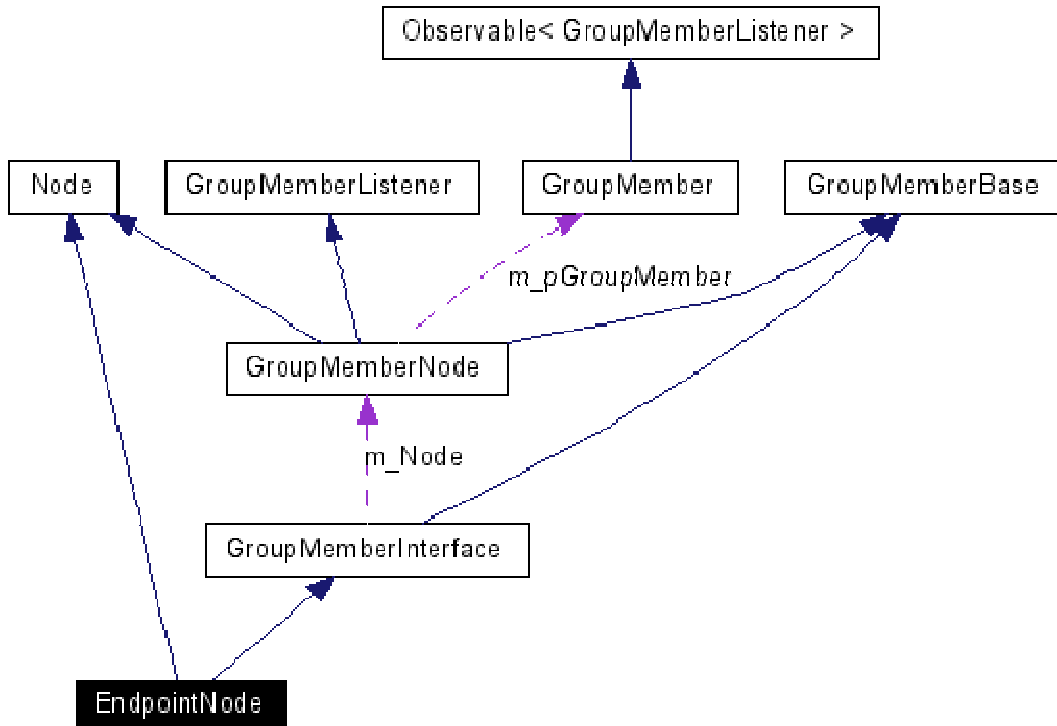 Observable< GroupMemberListener >
Node
GroupMemberListener
GroupMember
GroupMemberBase
m_pGroupMember
GroupMemberNode
m_Node
GroupMemberInterface
EndpointNode